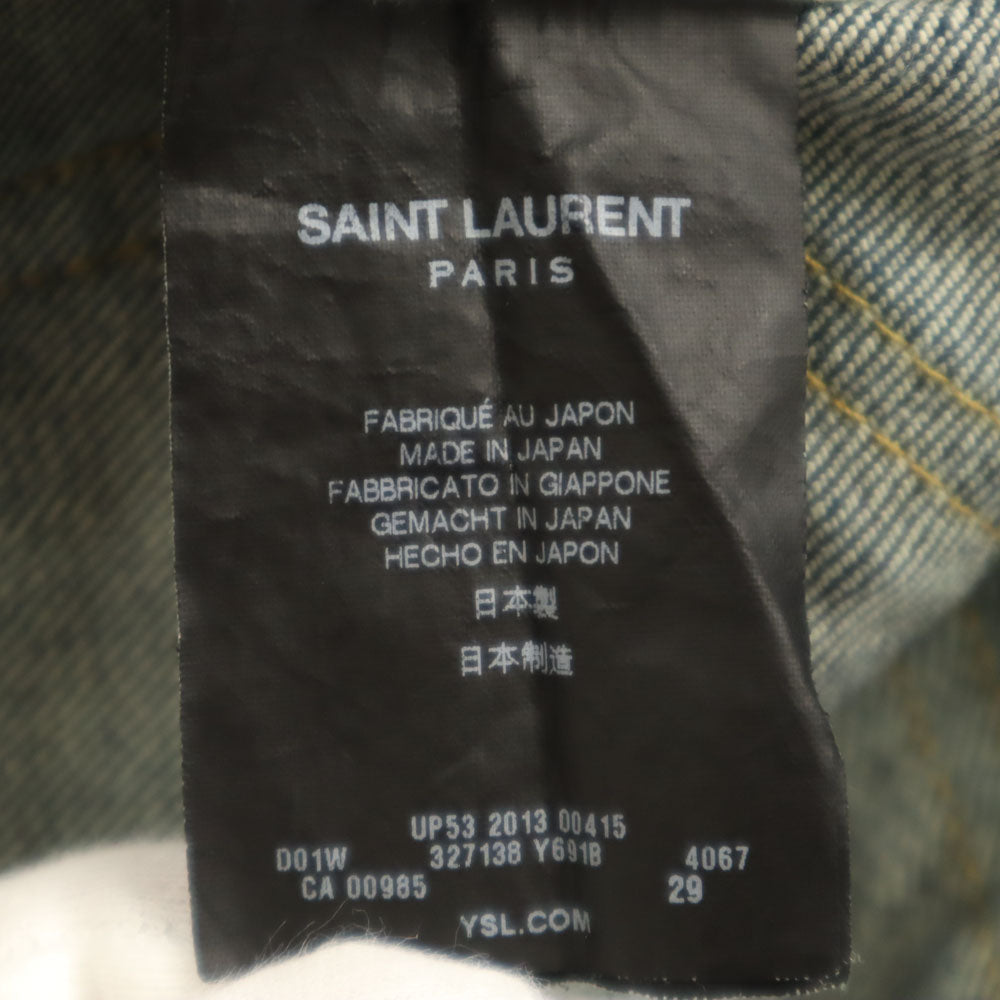 SAINT LAURENT
PARIS
FABRIQUÉ AU JAPON
MADE IN JAPAN
FABBRICATO IN GIAPPONE
GEMACHT IN JAPAN
HECHO EN JAPON
日本製
日本制造
UP53 2013 00415
D01W 327138 Y691B 4067
CA 00985 29
YSL.COM